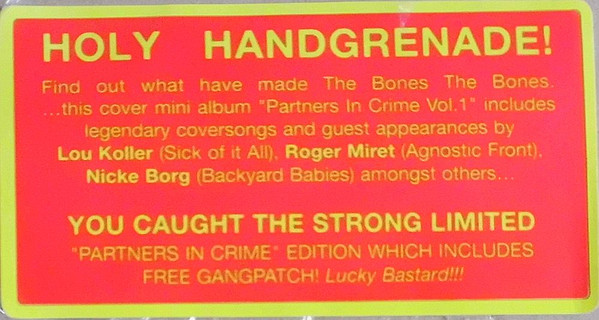 HOLY HANDGRENADE!
Find out what have made The Bones The Bones.
...this cover mini album "Partners In Crime Vol.1" includes
legendary coversongs and guest appearances by
Lou Koller (Sick of it All), Roger Miret (Agnostic Front),
Nicke Borg (Backyard Babies) amongst others...
YOU CAUGHT THE STRONG LIMITED
"PARTNERS IN CRIME" EDITION WHICH INCLUDES
FREE GANGPATCH! Lucky Bastard!!!